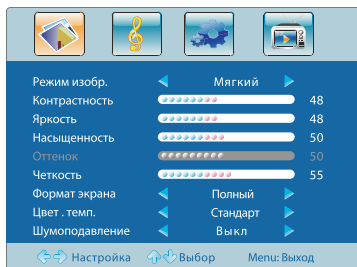 Режим изобр. Мягкий
Контрастность 48
Яркость 48
Насыщенность 50
Оттенок 50
Четкость 55
Формат экрана Полный
Цвет . темп. Стандарт
Шумоподавление Выкл
Настройка Выбор Menu: Выход